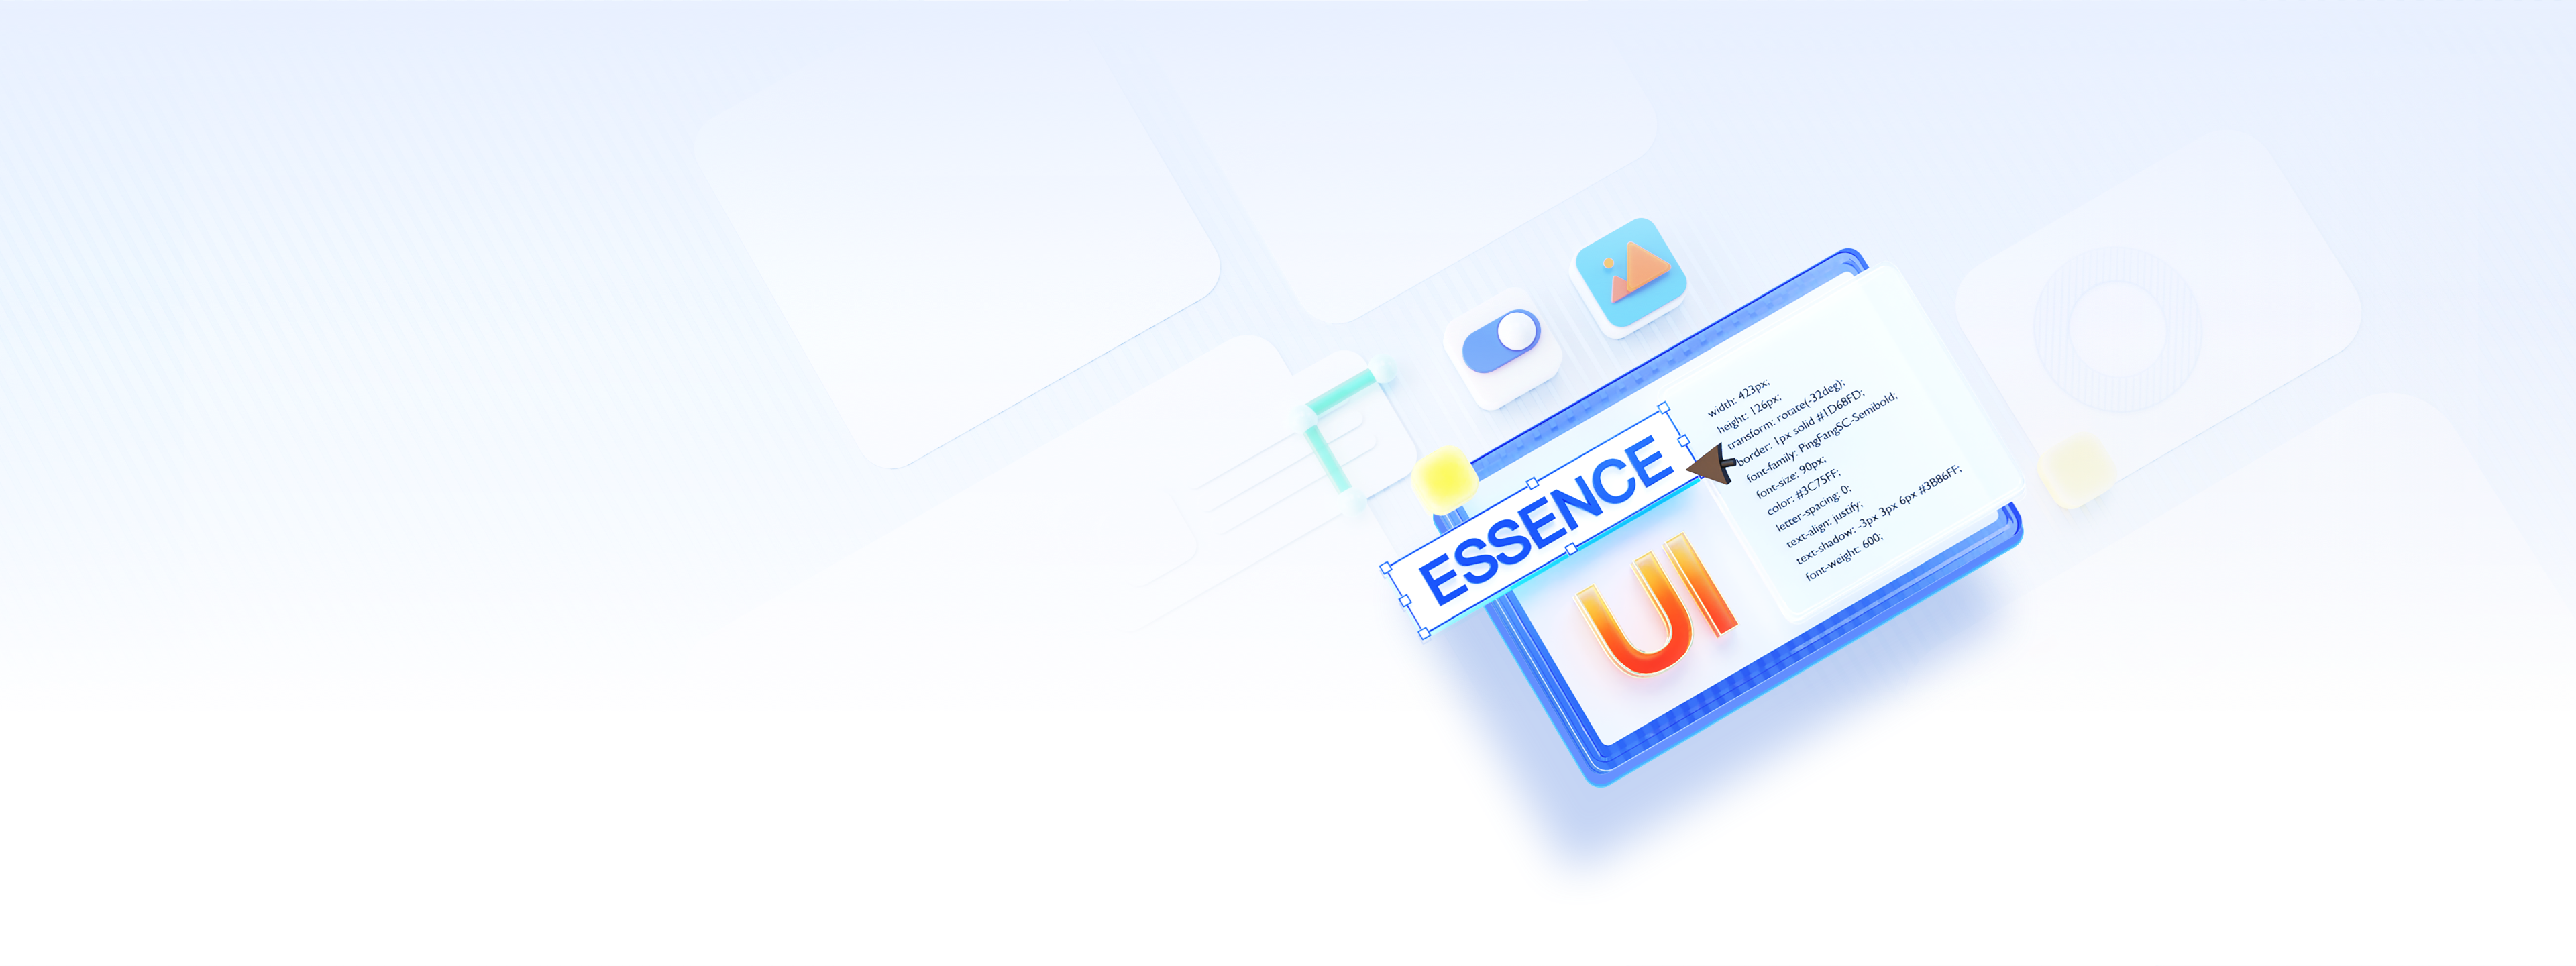 ESSENCE
UI
width: 423px;
height: 126px;
transform: rotate(-32deg);
border: 1px solid #1D68FD;
font-family: PingFangSC-Semibold;
font-size: 90px;
color: #3C75FF;
letter-spacing: 0;
text-align: justify;
text-shadow: -3px 3px 6px #3B86FF;
font-weight: 600;